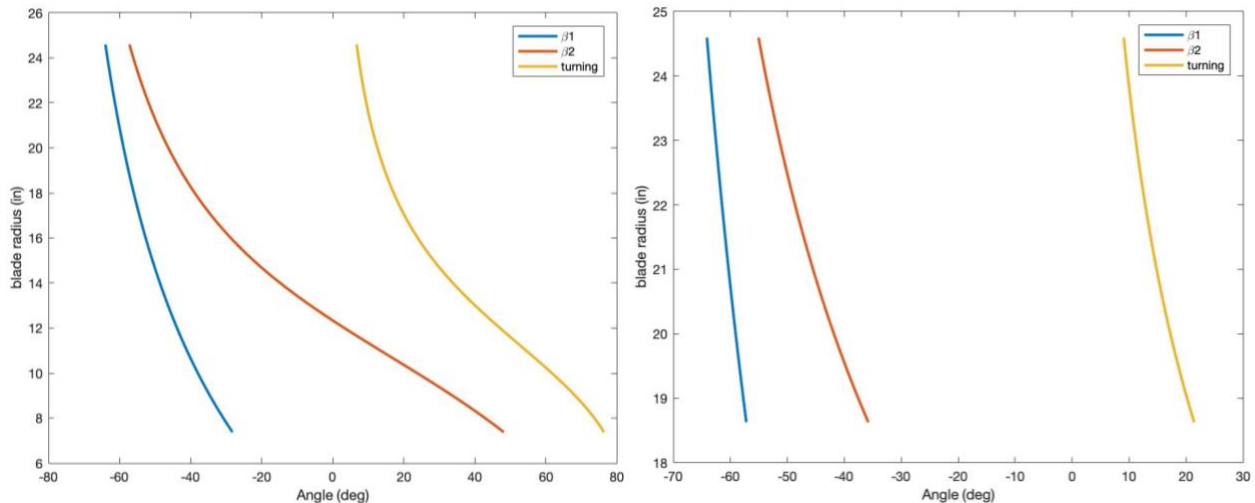 26
24
22
20
18
16
14
12
10
8
6
blade radius (in)
-80 -60 -40 -20 0 20 40 60 80
Angle (deg)
β1
β2
turning
25
24
23
22
21
20
19
18
blade radius (in)
-70 -60 -50 -40 -30 -20 -10 0 10 20 30
Angle (deg)
β1
β2
turning